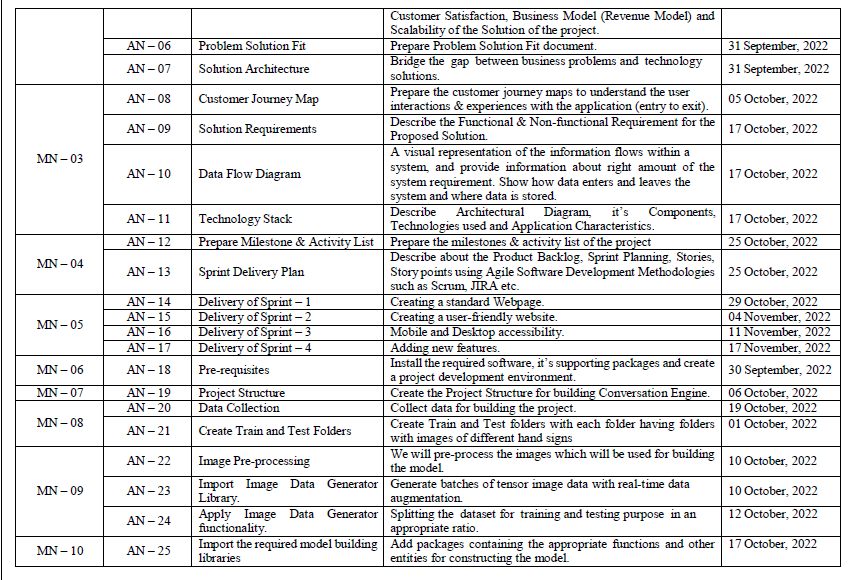 Customer Satisfaction, Business Model (Revenue Model) and
Scalability of the Solution of the project.
AN – 06 Problem Solution Fit Prepare Problem Solution Fit document. 31 September, 2022
AN – 07 Solution Architecture Bridge the gap between business problems and technology 31 September, 2022
solutions.
MN – 03
AN – 08 Customer Journey Map Prepare the customer journey maps to understand the user 05 October, 2022
interactions & experiences with the application (entry to exit).
AN – 09 Solution Requirements Describe the Functional & Non-functional Requirement for the 17 October, 2022
Proposed Solution.
AN – 10 Data Flow Diagram A visual representation of the information flows within a 17 October, 2022
system, and provide information about right amount of the
system requirement. Show how data enters and leaves the
system and where data is stored.
AN – 11 Technology Stack Describe Architectural Diagram, it's Components, 17 October, 2022
Technologies used and Application Characteristics.
MN – 04
AN – 12 Prepare Milestone & Activity List Prepare the milestones & activity list of the project 25 October, 2022
AN – 13 Sprint Delivery Plan Describe about the Product Backlog, Sprint Planning, Stories, 25 October, 2022
Story points using Agile Software Development Methodologies
such as Scrum, JIRA etc.
MN – 05
AN – 14 Delivery of Sprint – 1 Creating a standard Webpage. 29 October, 2022
AN – 15 Delivery of Sprint – 2 Creating a user-friendly website. 04 November, 2022
AN – 16 Delivery of Sprint – 3 Mobile and Desktop accessibility. 11 November, 2022
AN – 17 Delivery of Sprint – 4 Adding new features. 17 November, 2022
MN – 06 AN – 18 Pre-requisites Install the required software, it's supporting packages and create 30 September, 2022
a project development environment.
MN – 07 AN – 19 Project Structure Create the Project Structure for building Conversation Engine. 06 October, 2022
MN – 08
AN – 20 Data Collection Collect data for building the project. 19 October, 2022
AN – 21 Create Train and Test Folders Create Train and Test folders with each folder having folders 01 October, 2022
with images of different hand signs
MN – 09
AN – 22 Image Pre-processing We will pre-process the images which will be used for building 10 October, 2022
the model.
AN – 23 Import Image Data Generator Generate batches of tensor image data with real-time data 10 October, 2022
Library. augmentation.
AN – 24 Apply Image Data Generator Splitting the dataset for training and testing purpose in an 12 October, 2022
functionality. appropriate ratio.
MN – 10 AN – 25 Import the required model building Add packages containing the appropriate functions and other 17 October, 2022
libraries entities for constructing the model.